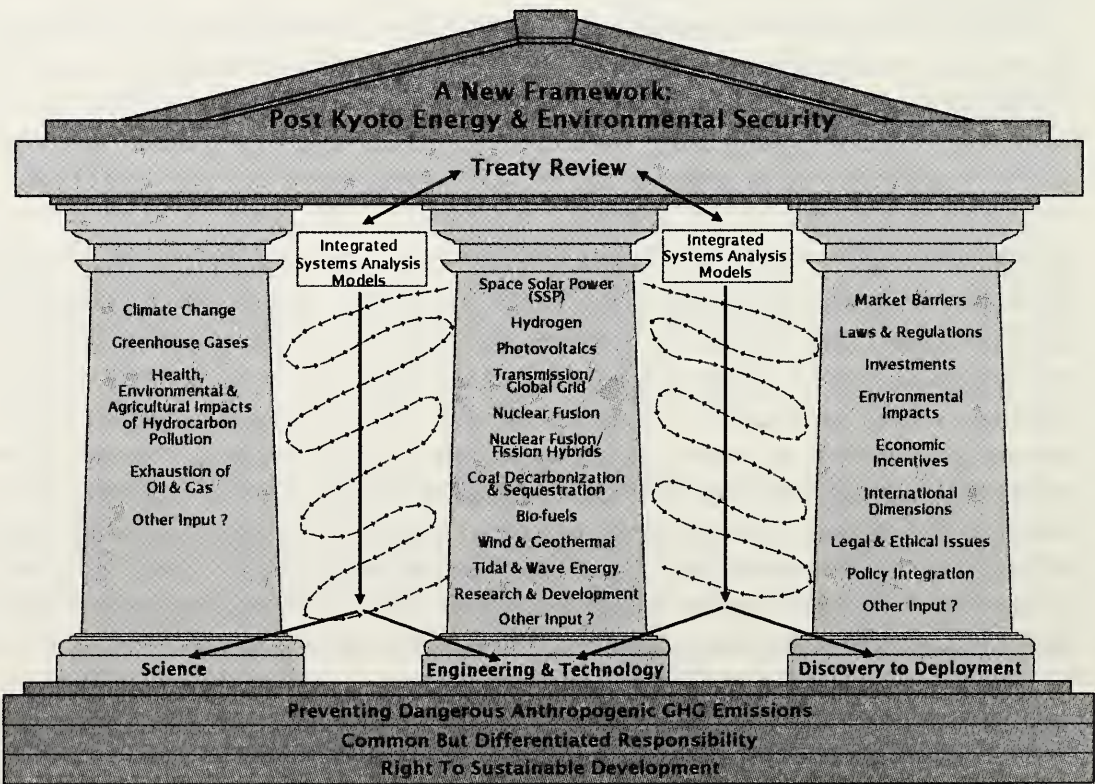 A New Framework:
Post Kyoto Energy & Environmental Security
Treaty Review
Integrated
Systems Analysis
Models
Integrated
Systems Analysis
Models
Climate Change
Greenhouse Gases
Health,
Environmental &
Agricultural Impacts
of Hydrocarbon
Pollution
Exhaustion of
Oil & Gas
Other Input ?
Science
Space Solar Power
(SSP)
Hydrogen
Photovoltaics
Transmission/
Global Grid
Nuclear Fusion
Nuclear Fusion/
Fission Hybrids
Coal Decarbonization
& Sequestration
Bio-fuels
Wind & Geothermal
Tidal & Wave Energy
Research & Development
Other Input ?
Engineering & Technology
Market Barriers
Laws & Regulations
Investments
Environmental
Impacts
Economic
Incentives
International
Dimensions
Legal & Ethical Issues
Policy Integration
Other Input ?
Discovery to Deployment
Preventing Dangerous Anthropogenic GHG Emissions
Common But Differentiated Responsibility
Right To Sustainable Development